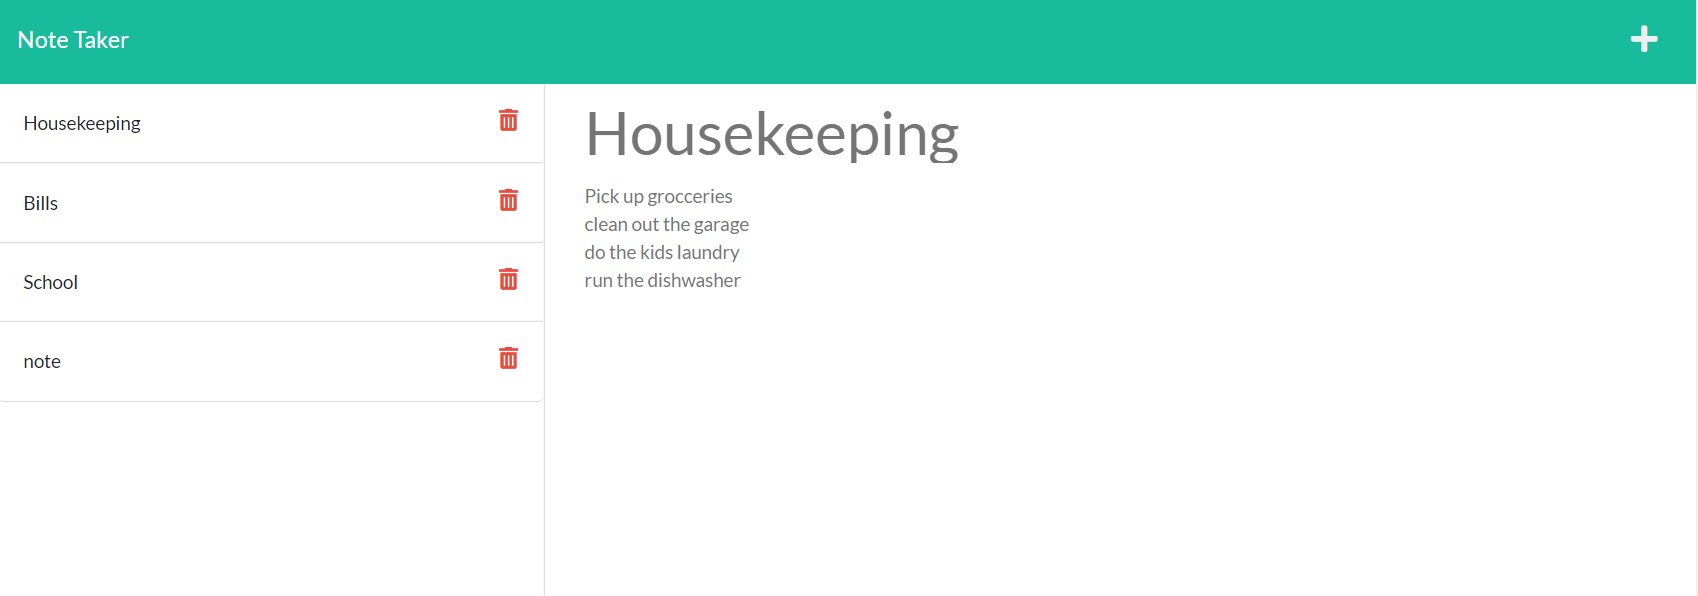 Note Taker
Housekeeping
Bills
School
note
Housekeeping
Pick up grocceries
clean out the garage
do the kids laundry
run the dishwasher